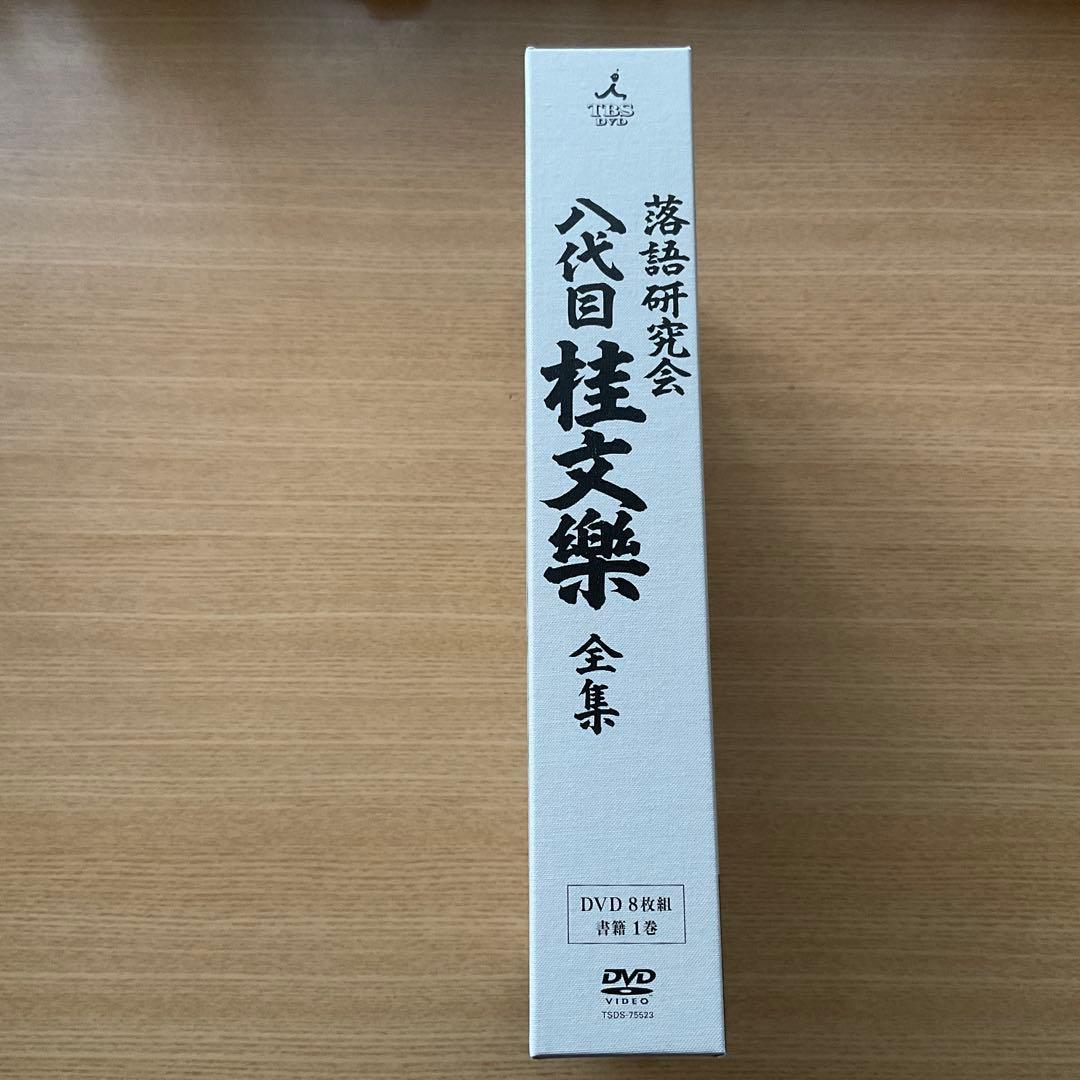 TBS
DVD
落語研究会
八代目 桂文樂 全集
DVD 8枚組
書籍 1巻
DVD
VIDEO™
TSDS-75523